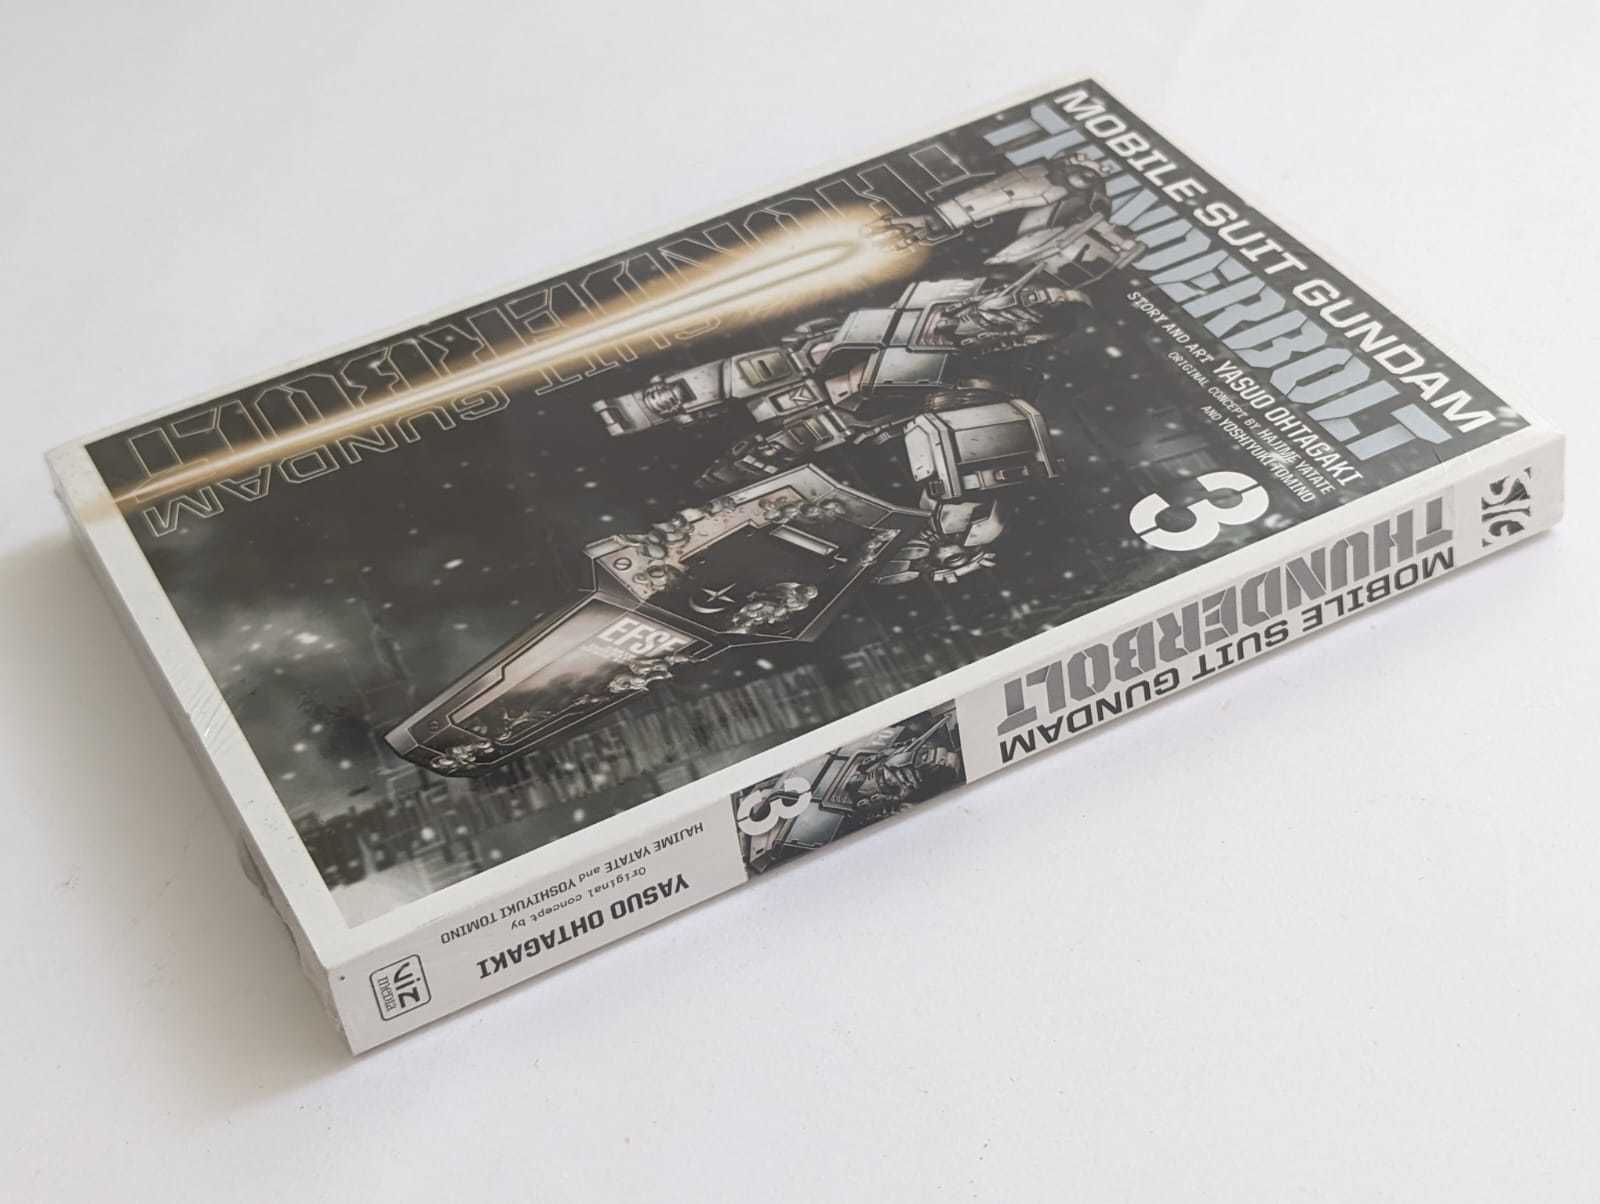 MOBILE SUIT GUNDAM
THUNDERBOLT
STORY AND ART YASUO OHTAGAKI
ORIGINAL CONCEPT BY HAJIME YATATE
AND YOSHIYUKI TOMINO
3
THUNDERBOLT
SUIT GUNDAM
EFSF
SIG
MOBILE SUIT GUNDAM
THUNDERBOLT
3
YASUO OHTAGAKI
Original concept by
HAJIME YATATE and YOSHIYUKI TOMINO
VIZ
media